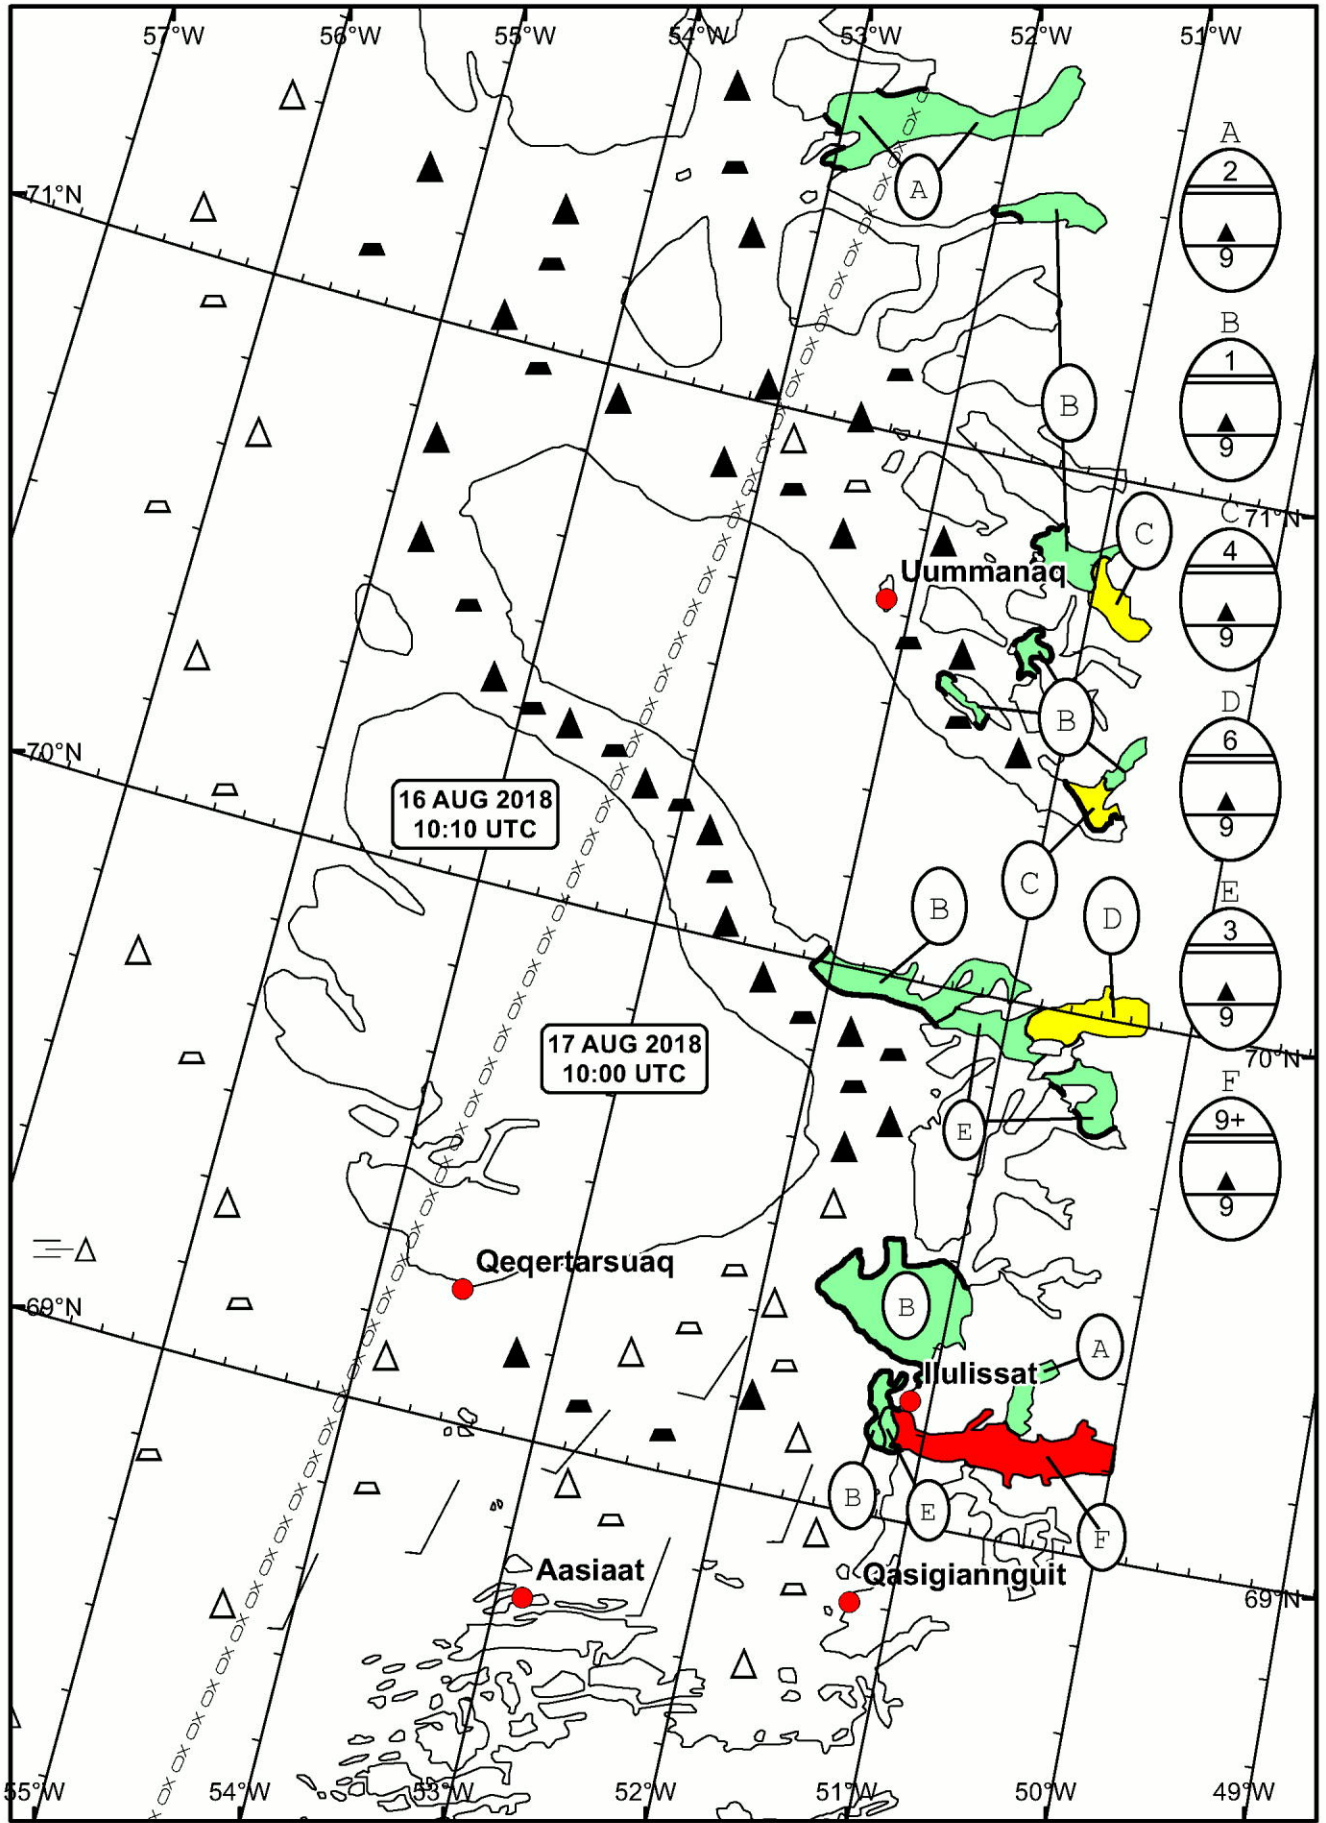 57°W 56°W 55°W 54°W 53°W 52°W 51°W
A
2
9
A
71°N
B
1
9
B
C
71°N
C
4
9
Uummanaq
B
D
6
9
70°N
16 AUG 2018
10:10 UTC
C
B
D
E
3
9
17 AUG 2018
10:00 UTC
70°N
E
F
9+
9
Qeqertarsuaq
69°N
B
A
Ilulissat
B
E
F
Aasiaat
Qasigiannguit
69°N
55°W 54°W 53°W 52°W 51°W 50°W 49°W